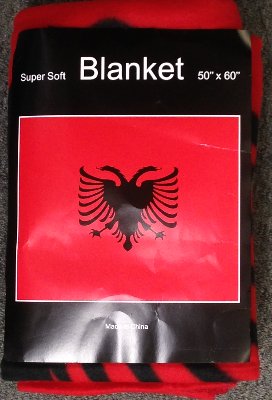 Super Soft Blanket 50" x 60"
Made in China